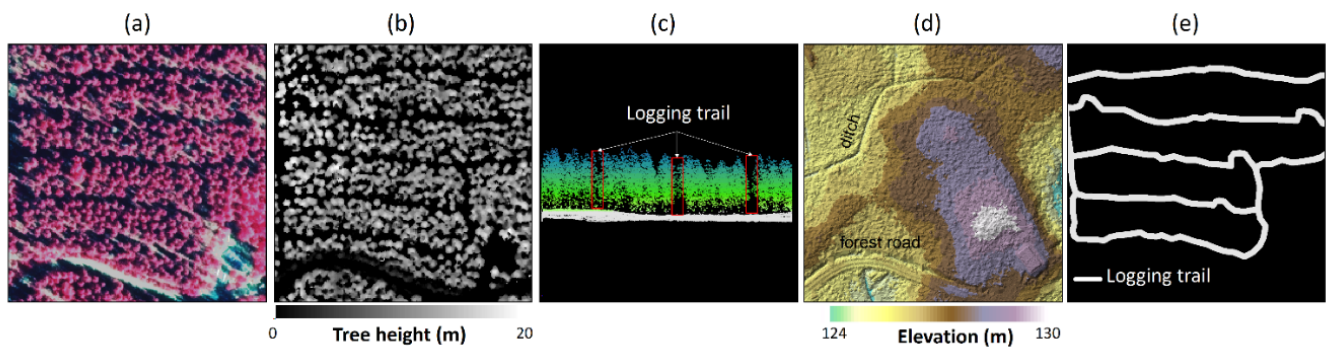 (a)
(b)
(c)
(d)
(e)
Logging trail
ditch
forest road
Logging trail
0
Tree height (m)
20
124
Elevation (m)
130